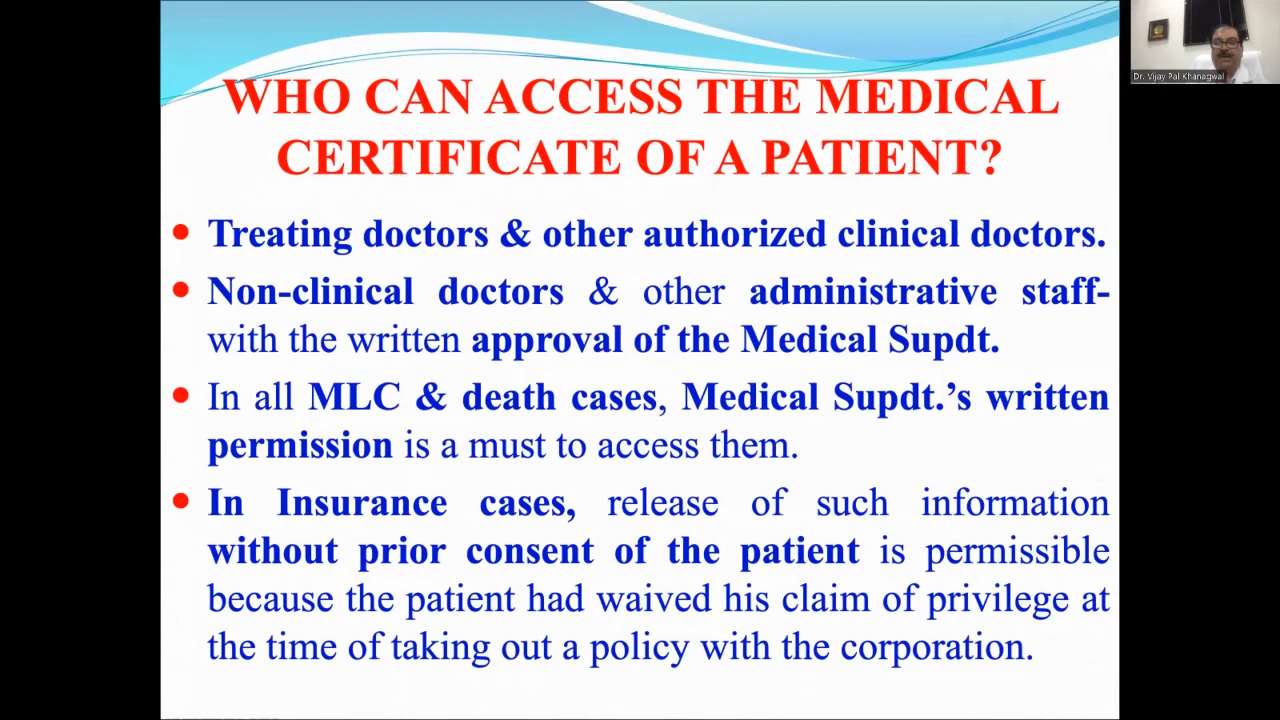 WHO CAN ACCESS THE MEDICAL
CERTIFICATE OF A PATIENT?
• Treating doctors & other authorized clinical doctors.
• Non-clinical doctors & other administrative staff-
with the written approval of the Medical Supdt.
• In all MLC & death cases, Medical Supdt.’s written
permission is a must to access them.
• In Insurance cases, release of such information
without prior consent of the patient is permissible
because the patient had waived his claim of privilege at
the time of taking out a policy with the corporation.
Dr. Vijay Pal Khanagwal